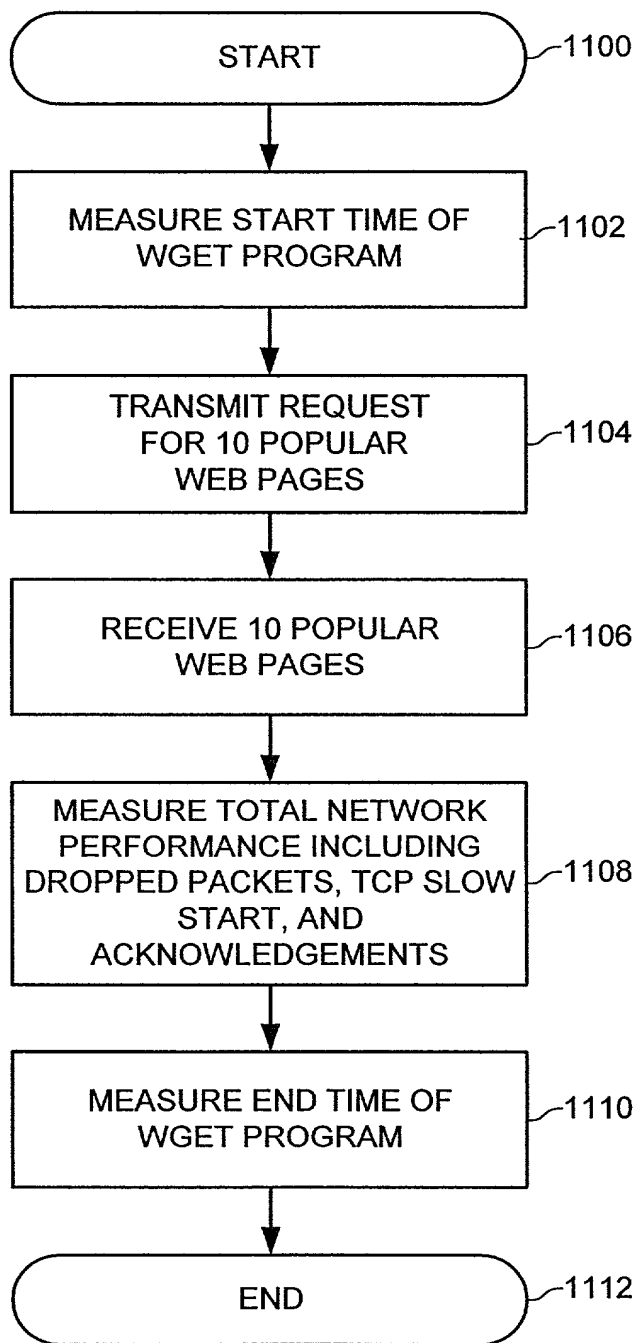 START
1100
MEASURE START TIME OF
WGET PROGRAM
1102
TRANSMIT REQUEST
FOR 10 POPULAR
WEB PAGES
1104
RECEIVE 10 POPULAR
WEB PAGES
1106
MEASURE TOTAL NETWORK
PERFORMANCE INCLUDING
DROPPED PACKETS, TCP SLOW
START, AND
ACKNOWLEDGEMENTS
1108
MEASURE END TIME OF
WGET PROGRAM
1110
END
1112